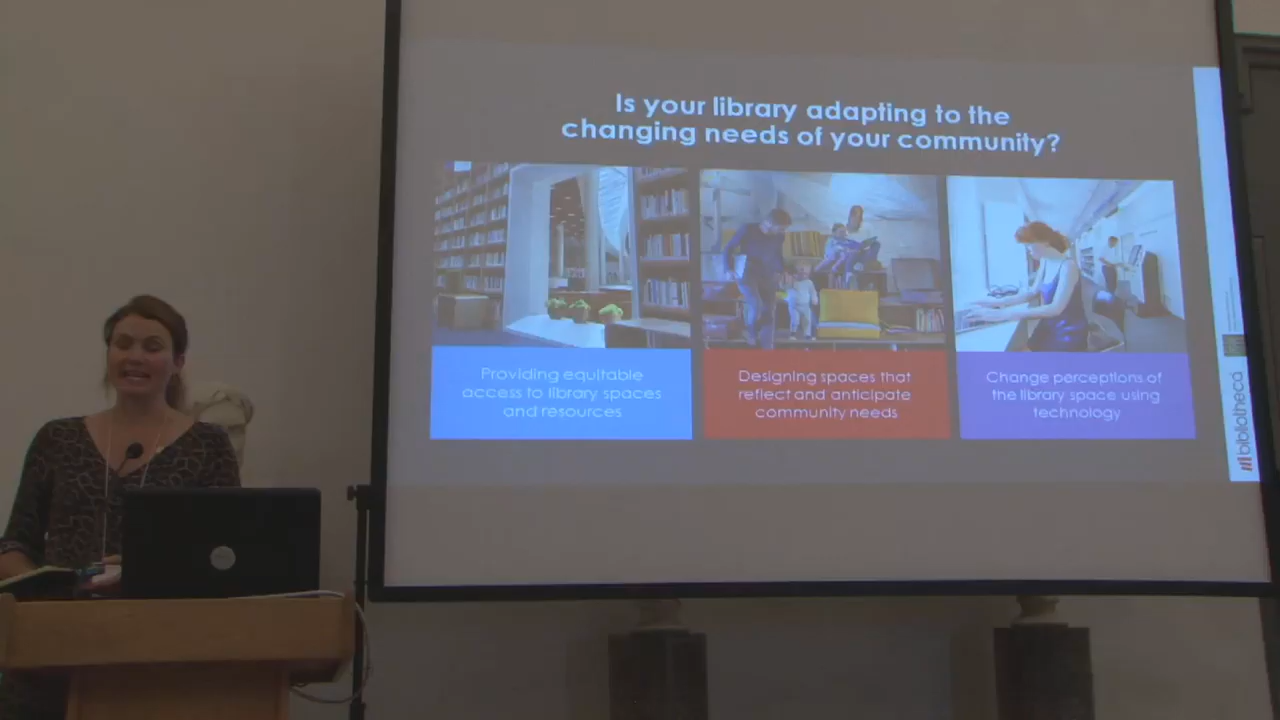 Is your library adapting to the
changing needs of your community?
Providing equitable
access to library spaces
and resources
Designing spaces that
reflect and anticipate
community needs
Change perceptions of
the library space using
technology
bibliotheca